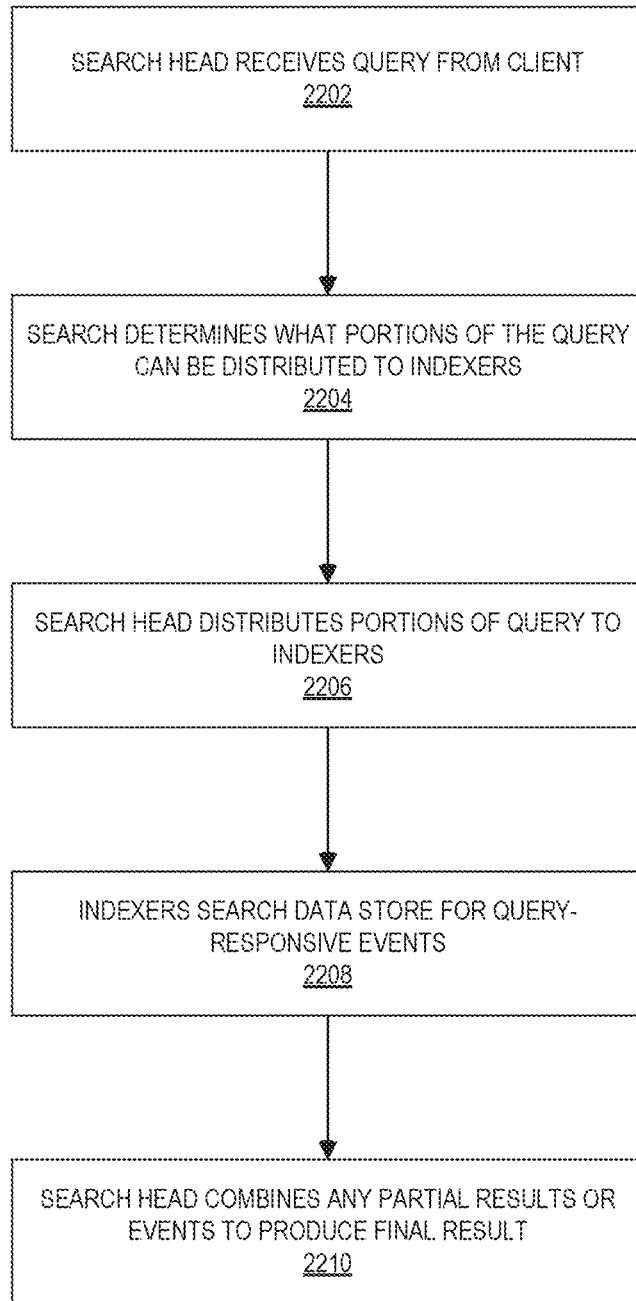 SEARCH HEAD RECEIVES QUERY FROM CLIENT
2202
SEARCH DETERMINES WHAT PORTIONS OF THE QUERY
CAN BE DISTRIBUTED TO INDEXERS
2204
SEARCH HEAD DISTRIBUTES PORTIONS OF QUERY TO
INDEXERS
2206
INDEXERS SEARCH DATA STORE FOR QUERY-
RESPONSIVE EVENTS
2208
SEARCH HEAD COMBINES ANY PARTIAL RESULTS OR
EVENTS TO PRODUCE FINAL RESULT
2210